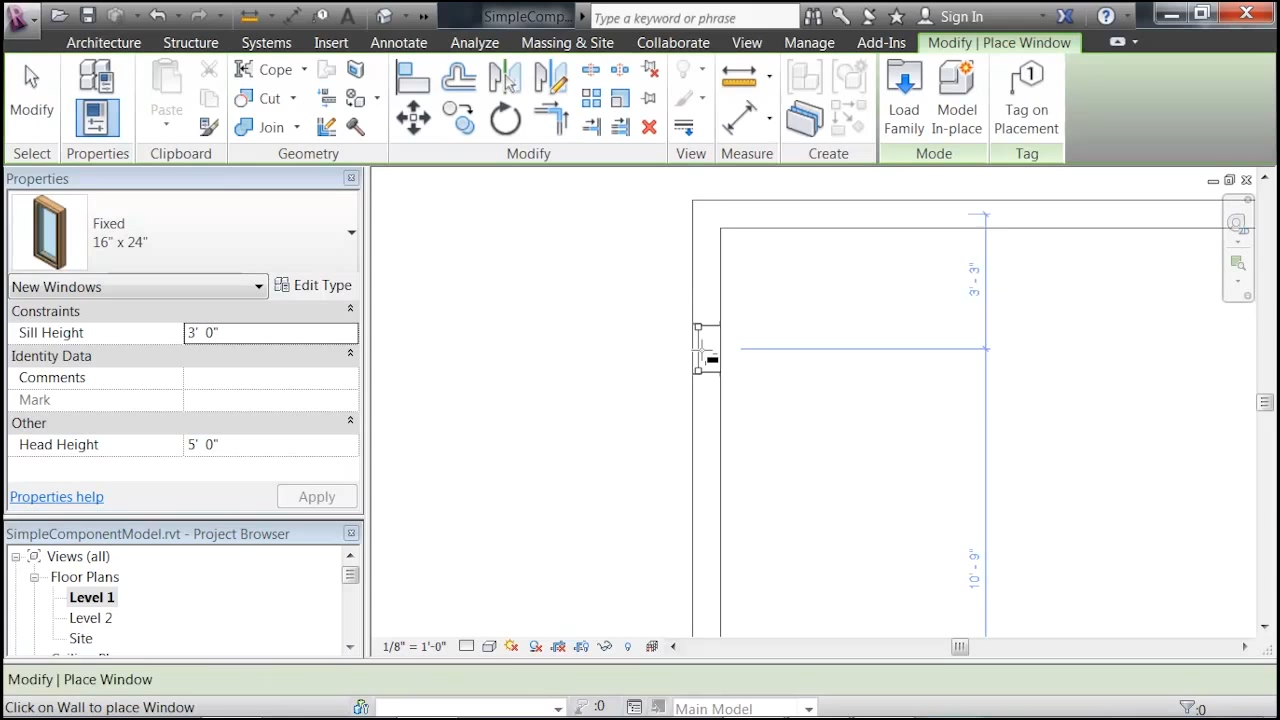 SimpleComp...
Type a keyword or phrase
Sign In
Architecture
Structure
Systems
Insert
Annotate
Analyze
Massing & Site
Collaborate
View
Manage
Add-Ins
Modify | Place Window
Modify
Paste
Cope
Cut
Join
Load
Family
Model
In-place
1
Tag on
Placement
Select
Properties
Clipboard
Geometry
Modify
View
Measure
Create
Mode
Tag
Properties
Fixed
16" x 24"
New Windows
Edit Type
Constraints
Sill Height
3' 0"
Identity Data
Comments
Mark
Other
Head Height
5' 0"
Properties help
Apply
SimpleComponentModel.rvt - Project Browser
Views (all)
Floor Plans
Level 1
Level 2
Site
3' - 3"
10' - 9"
2D
1/8" = 1'-0"
Modify | Place Window
Click on Wall to place Window
:0
Main Model
:0